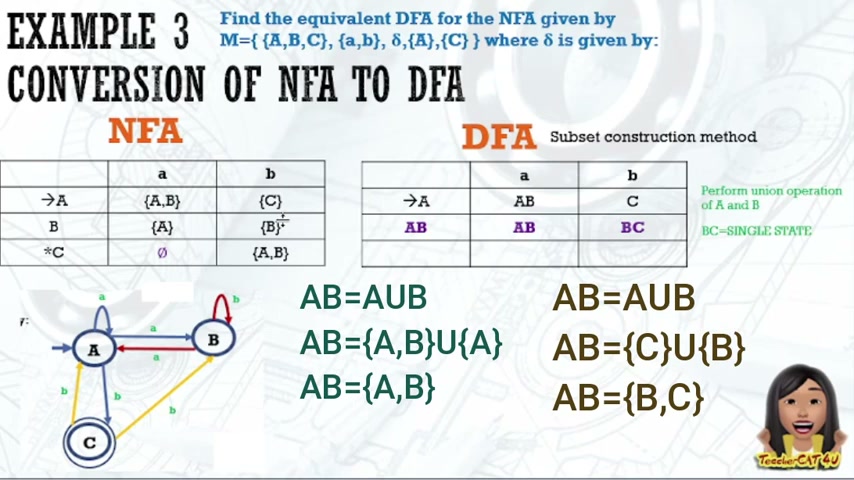 EXAMPLE 3
Find the equivalent DFA for the NFA given by
M={ {A,B,C}, {a,b}, δ,{A},{C} } where δ is given by:
CONVERSION OF NFA TO DFA
NFA
a b
→A {A,B} {C}
B {A} {B}
*C Ø {A,B}
DFA Subset construction method
a b
→A AB C
AB AB BC
Perform union operation
of A and B
BC=SINGLE STATE
a
b
a
A
B
a
b
b
b
C
AB=AUB
AB={A,B}U{A}
AB={A,B}
AB=AUB
AB={C}U{B}
AB={B,C}
TeacherCAT4U